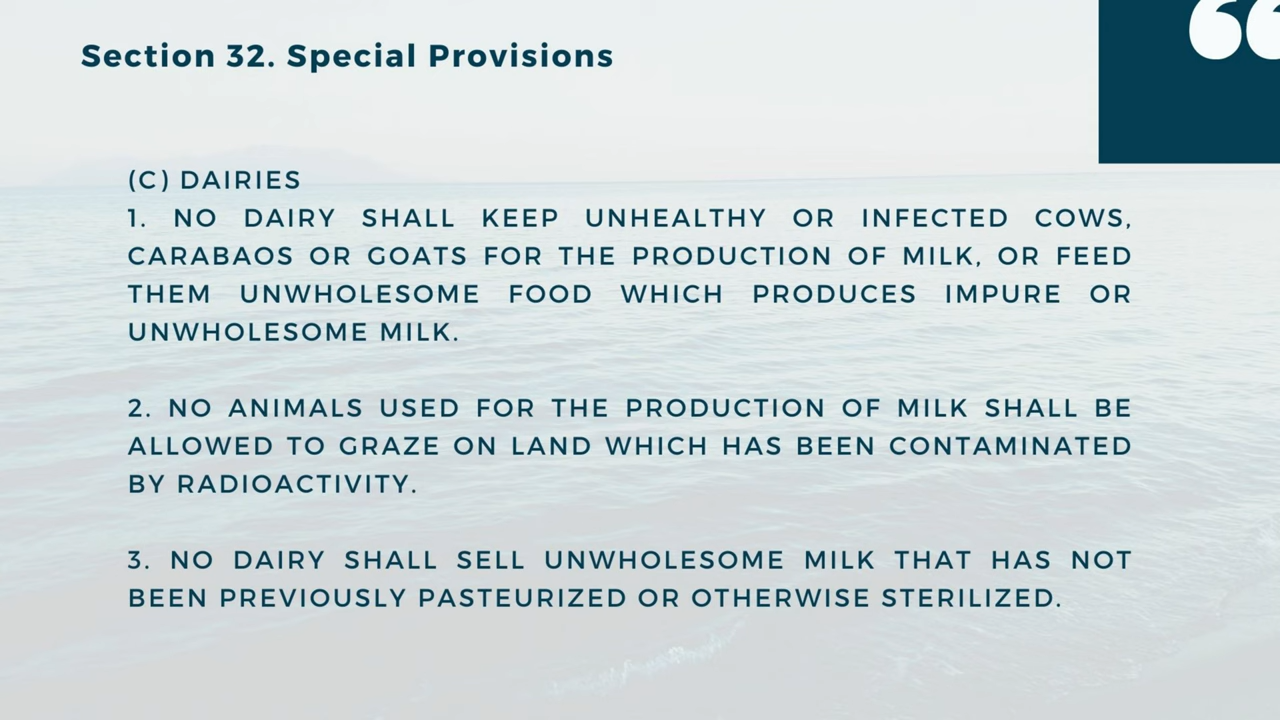 Section 32. Special Provisions
(C) DAIRIES
1. NO DAIRY SHALL KEEP UNHEALTHY OR INFECTED COWS,
CARABAOS OR GOATS FOR THE PRODUCTION OF MILK, OR FEED
THEM UNWHOLESOME FOOD WHICH PRODUCES IMPURE OR
UNWHOLESOME MILK.
2. NO ANIMALS USED FOR THE PRODUCTION OF MILK SHALL BE
ALLOWED TO GRAZE ON LAND WHICH HAS BEEN CONTAMINATED
BY RADIOACTIVITY.
3. NO DAIRY SHALL SELL UNWHOLESOME MILK THAT HAS NOT
BEEN PREVIOUSLY PASTEURIZED OR OTHERWISE STERILIZED.